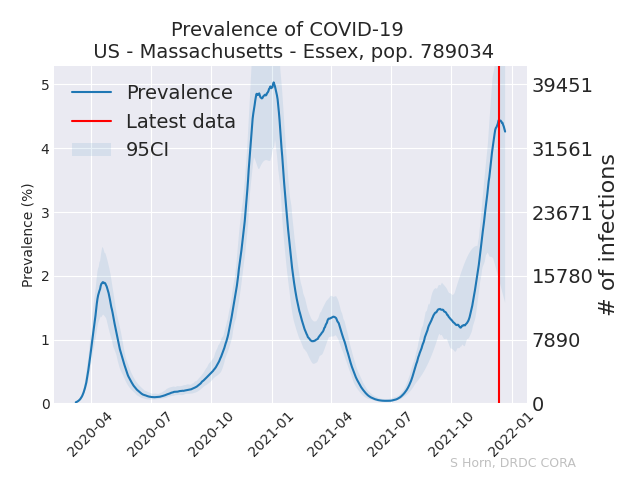 Prevalence of COVID-19
US - Massachusetts - Essex, pop. 789034
Prevalence
Latest data
95CI
5
4
3
2
1
0
Prevalence (%)
39451
31561
23671
15780
7890
0
# of infections
2020-04
2020-07
2020-10
2021-01
2021-04
2021-07
2021-10
2022-01
S Horn, DRDC CORA